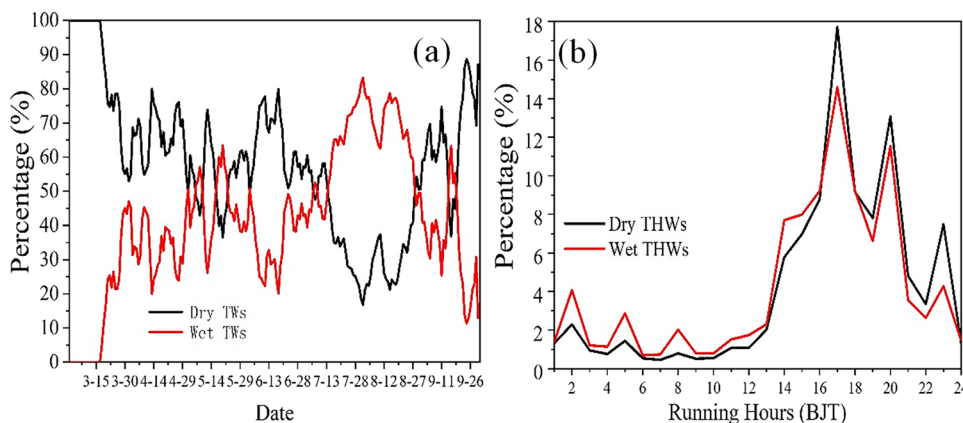 (a)
Percentage (%)
100
90
80
70
60
50
40
30
20
10
0
Dry TWs
Wet TWs
3-15 3-30 4-14 4-29 5-14 5-29 6-13 6-28 7-13 7-28 8-12 8-27 9-11 9-26
Date
(b)
Percentage (%)
18
16
14
12
10
8
6
4
2
0
Dry THWs
Wet THWs
2 4 6 8 10 12 14 16 18 20 22 24
Running Hours (BJT)